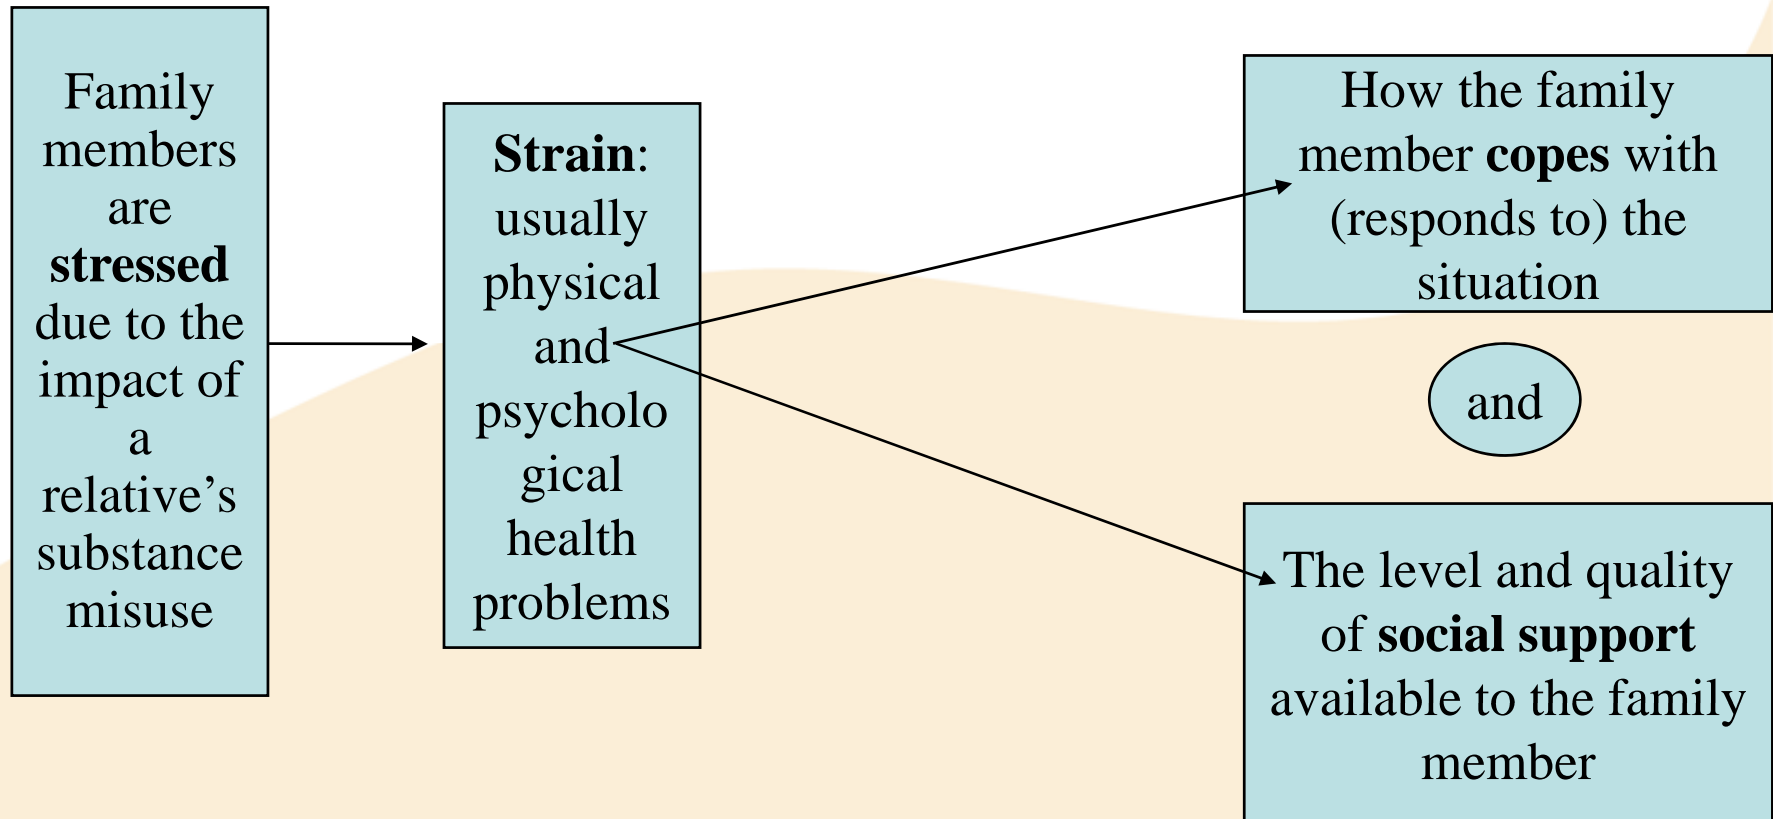 Family
members
are
stressed
due to the
impact of
a
relative’s
substance
misuse
Strain:
usually
physical
and
psycholo
gical
health
problems
How the family
member copes with
(responds to) the
situation
and
The level and quality
of social support
available to the family
member